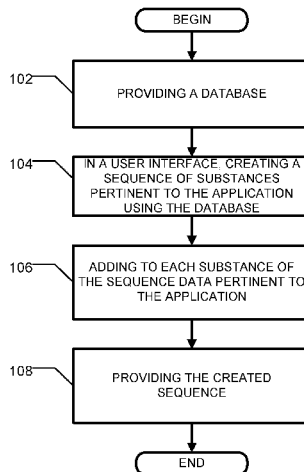 BEGIN
102
PROVIDING A DATABASE
104
IN A USER INTERFACE, CREATING A
SEQUENCE OF SUBSTANCES
PERTINENT TO THE APPLICATION
USING THE DATABASE
106
ADDING TO EACH SUBSTANCE OF
THE SEQUENCE DATA PERTINENT TO
THE APPLICATION
108
PROVIDING THE CREATED
SEQUENCE
END